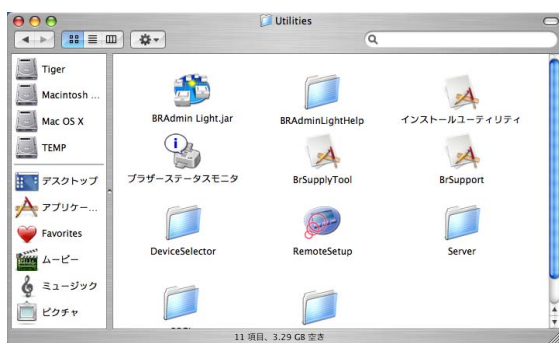 Utilities
Tiger
Macintosh ...
Mac OS X
TEMP
デスクトップ
アプリケー...
Favorites
ムービー
ミュージック
ピクチャ
BRAdmin Light.jar
BRAdminLightHelp
インストールユーティリティ
ブラザーステータスモニタ
BrSupplyTool
BrSupport
DeviceSelector
RemoteSetup
Server
11 項目、3.29 GB 空き